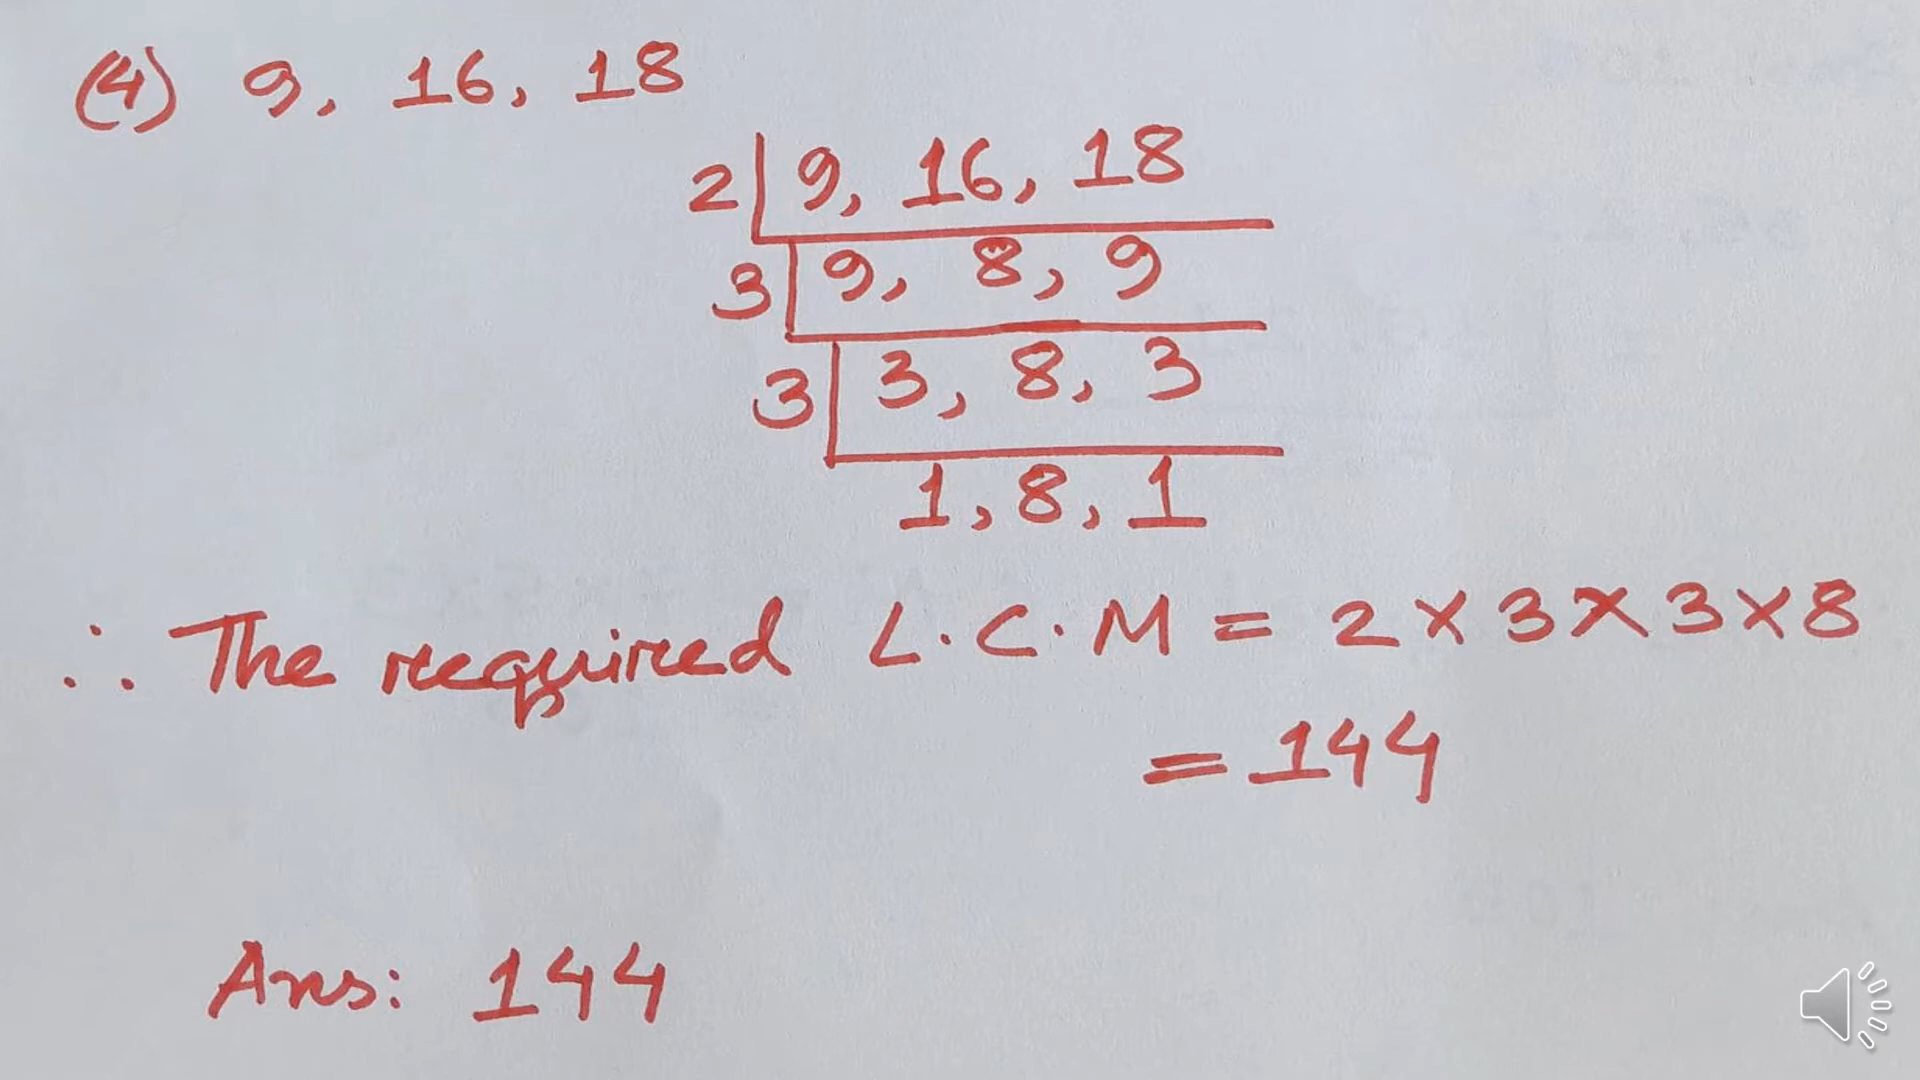 (4) 9, 16, 18
2 9, 16, 18
3 9, 8, 9
3 3, 8, 3
1, 8, 1
∴ The required L.C.M = 2 × 3 × 3 × 8
= 144
Ans: 144